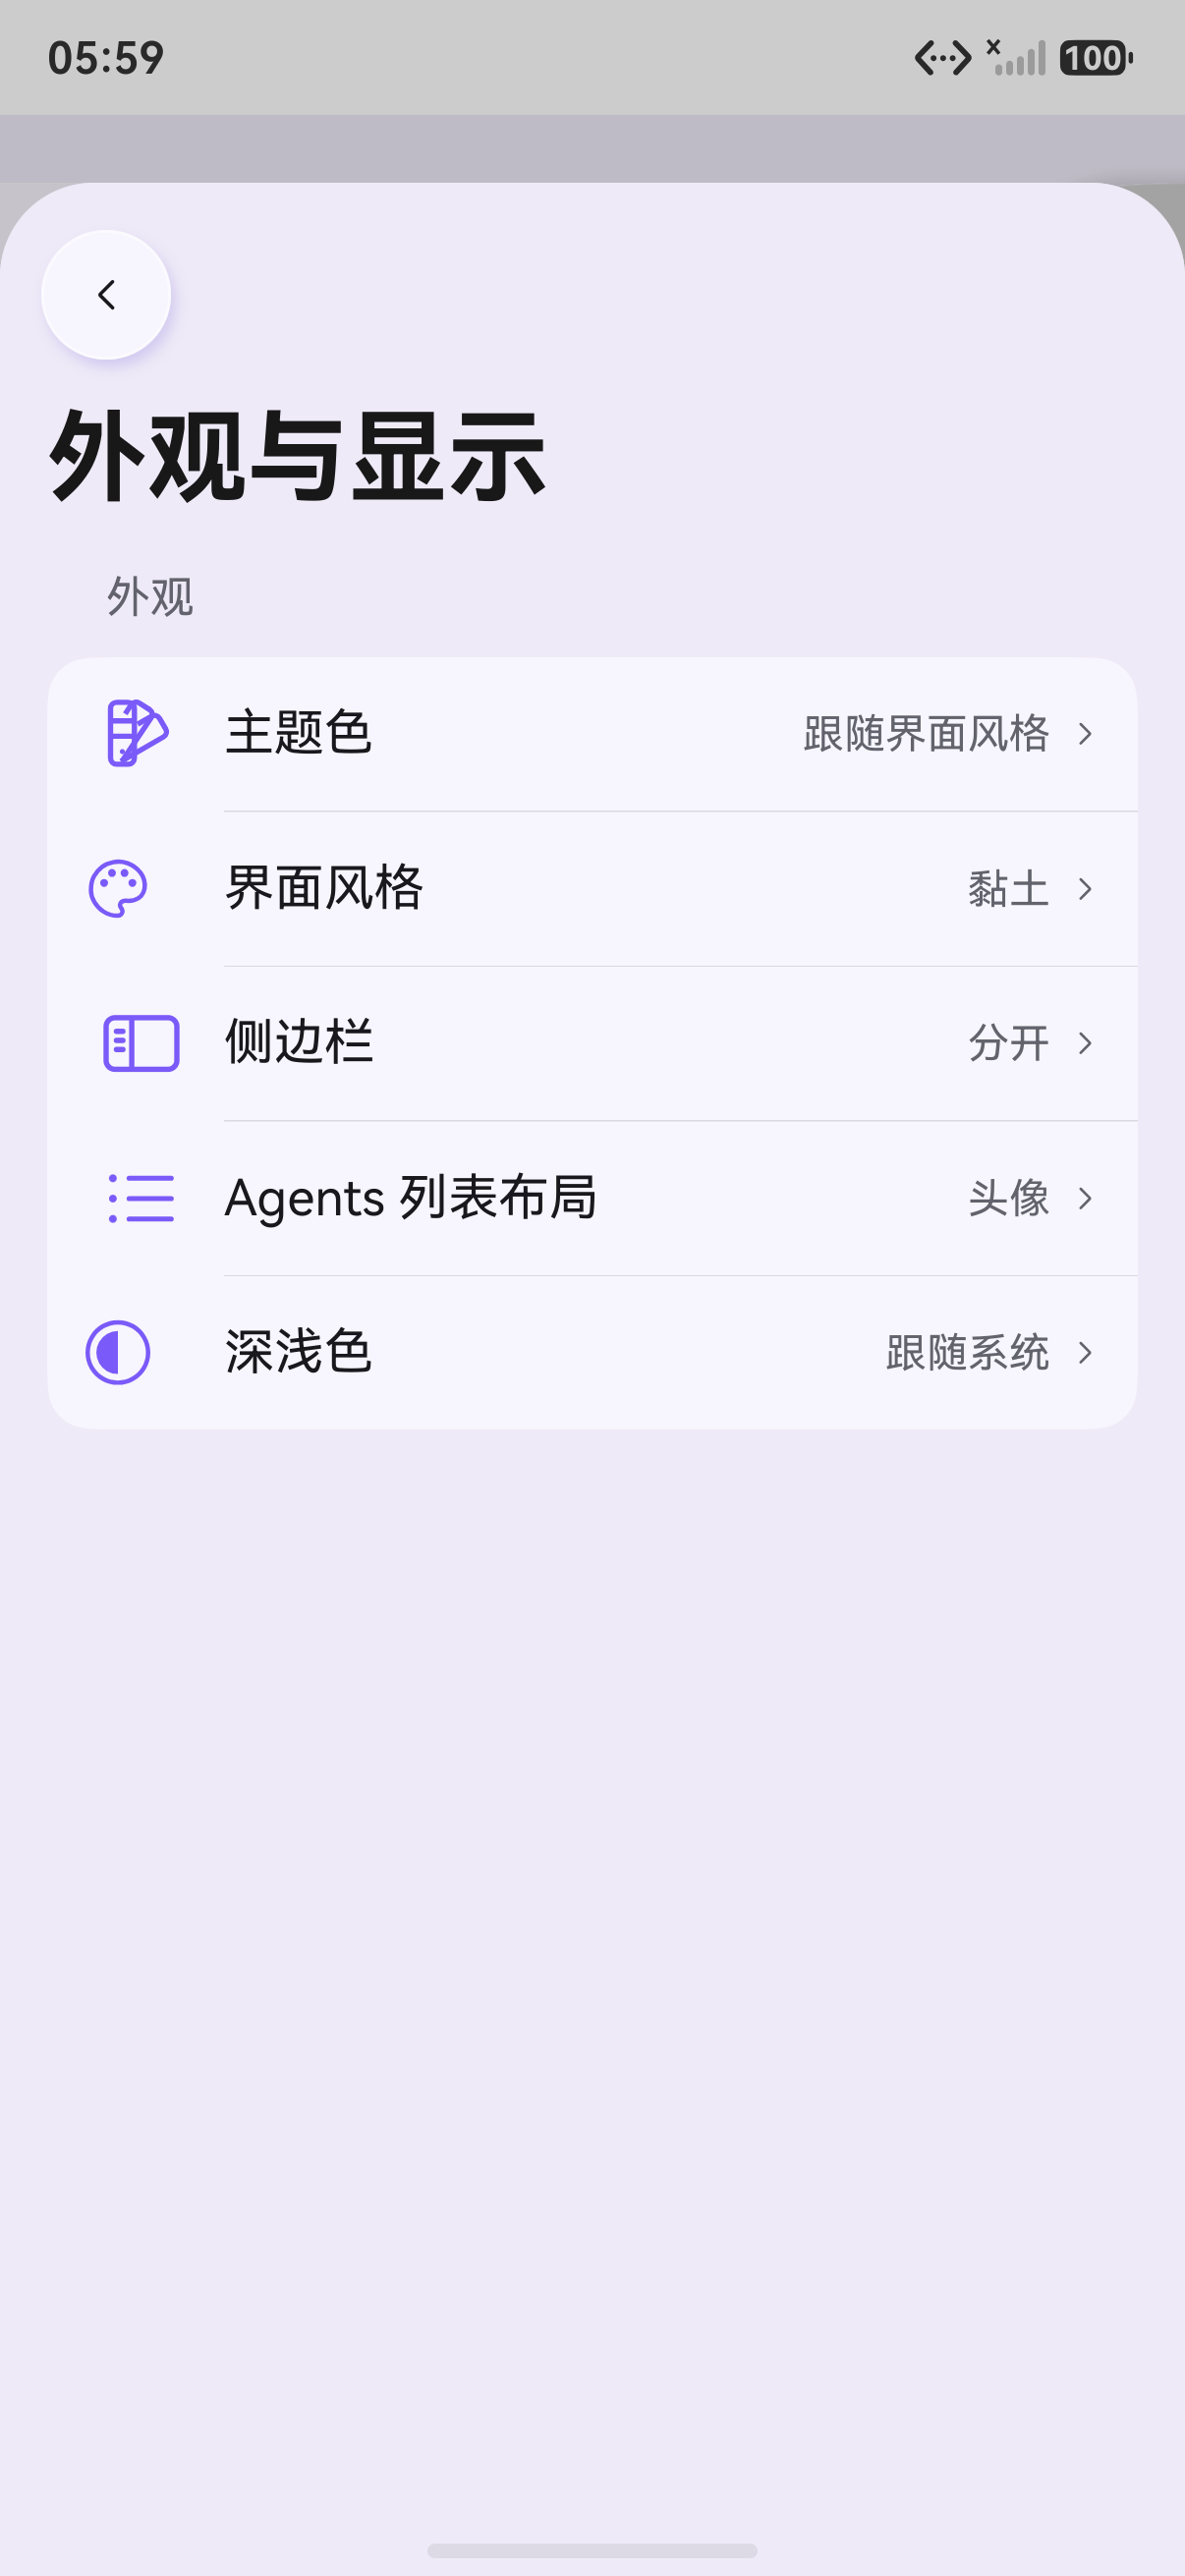 05:59
100
外观与显示
外观
主题色 跟随界面风格
界面风格 黏土
侧边栏 分开
Agents 列表布局 头像
深浅色 跟随系统